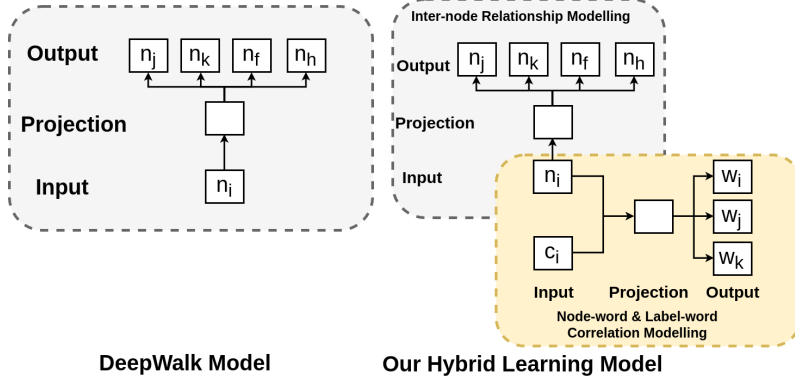 Output
n_j n_k n_f n_h
Projection
Input
n_i
DeepWalk Model
Inter-node Relationship Modelling
Output
n_j n_k n_f n_h
Projection
Input
n_i
c_i
w_i
w_j
w_k
Input Projection Output
Node-word & Label-word
Correlation Modelling
Our Hybrid Learning Model